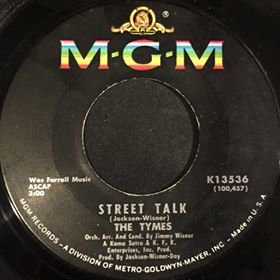 M-G-M
Wes Farrell Music
ASCAP
3:00
K13536
(100,457)
STREET TALK
(Jackson-Wisner)
THE TYMES
Orch. Arr. And Cond. By Jimmy Wisner
A Kama Sutra & K. F. K.
Enterprises, Inc. Prod.
Prod. By Jackson-Wisner-Day
MGM RECORDS - A DIVISION OF METRO-GOLDWYN-MAYER, INC. - MADE IN U.S.A.